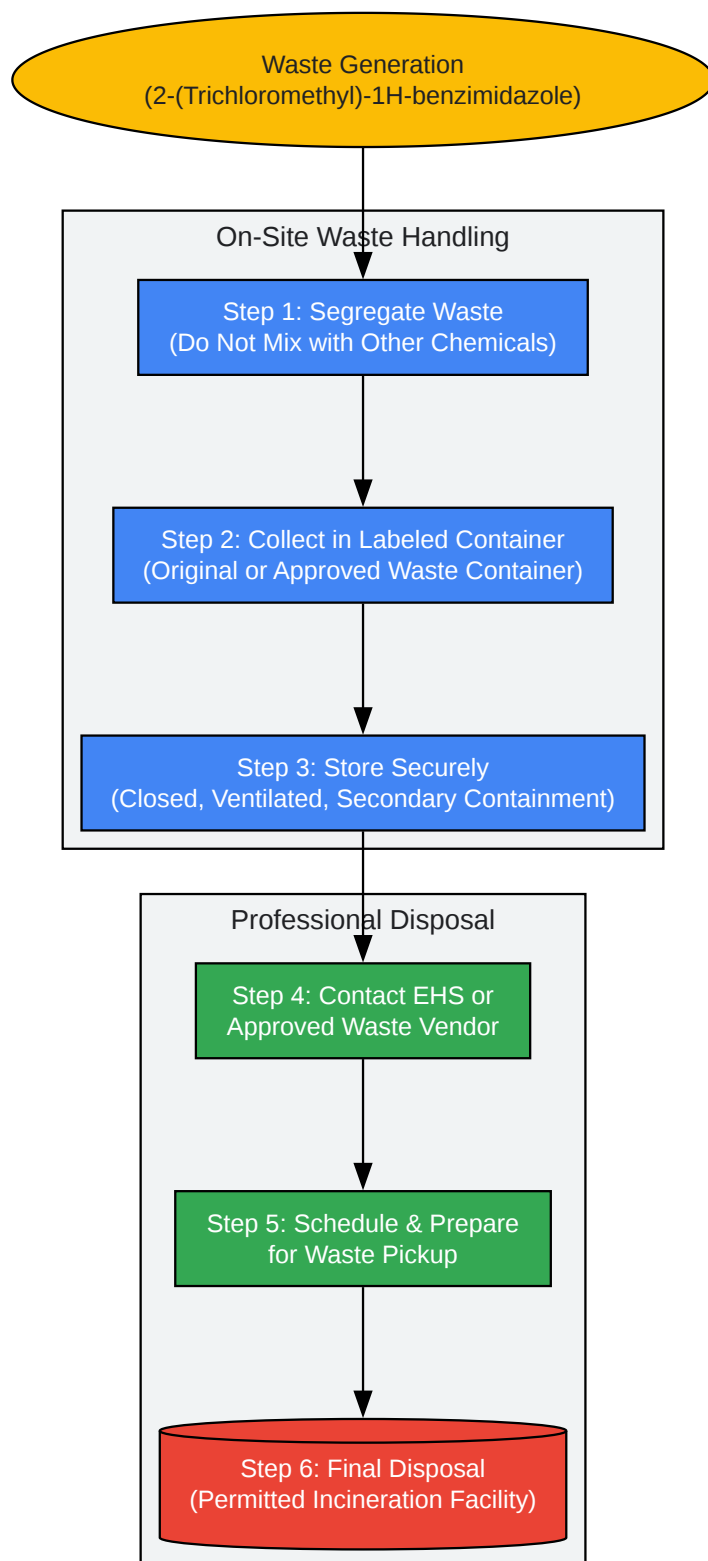 Waste Generation
(2-(Trichloromethyl)-1H-benzimidazole)
On-Site Waste Handling
Step 1: Segregate Waste
(Do Not Mix with Other Chemicals)
Step 2: Collect in Labeled Container
(Original or Approved Waste Container)
Step 3: Store Securely
(Closed, Ventilated, Secondary Containment)
Professional Disposal
Step 4: Contact EHS or
Approved Waste Vendor
Step 5: Schedule & Prepare
for Waste Pickup
Step 6: Final Disposal
(Permitted Incineration Facility)